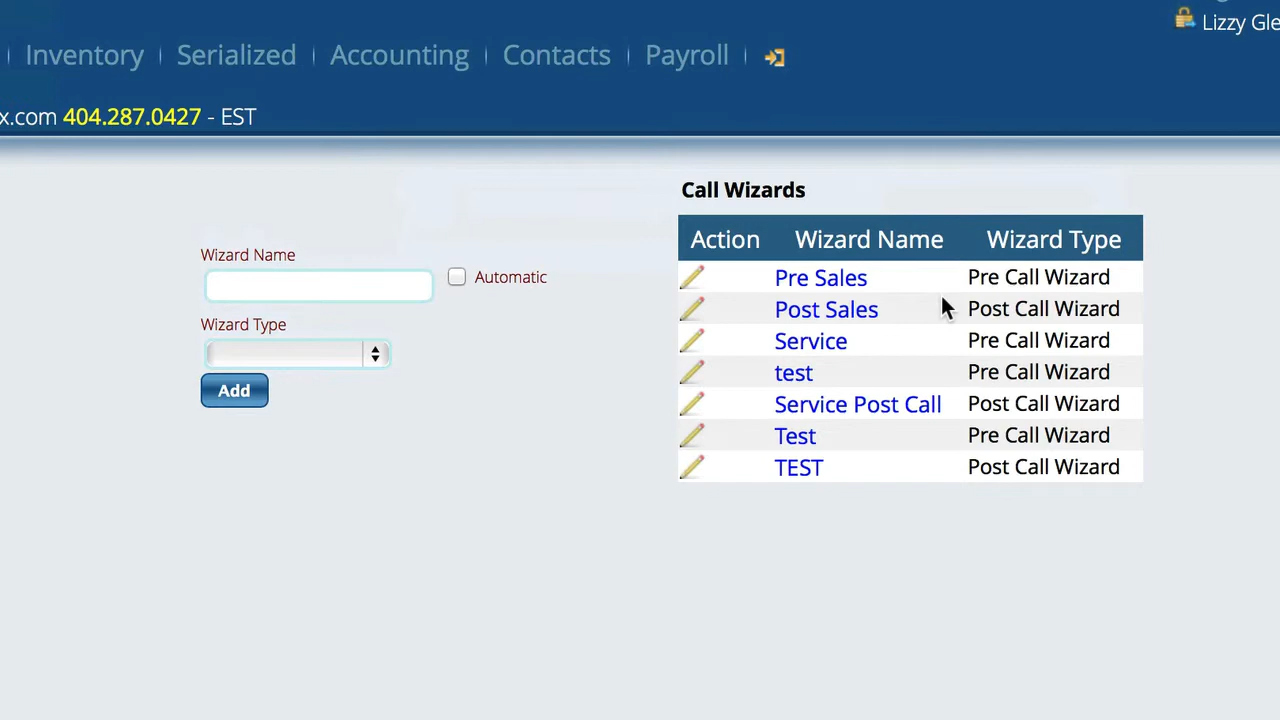 Lizzy Gle
Inventory | Serialized | Accounting | Contacts | Payroll |
x.com 404.287.0427 - EST
Call Wizards
Action Wizard Name Wizard Type
Wizard Name
Automatic
Wizard Type
Add
Pre Sales Pre Call Wizard
Post Sales Post Call Wizard
Service Pre Call Wizard
test Pre Call Wizard
Service Post Call Post Call Wizard
Test Pre Call Wizard
TEST Post Call Wizard